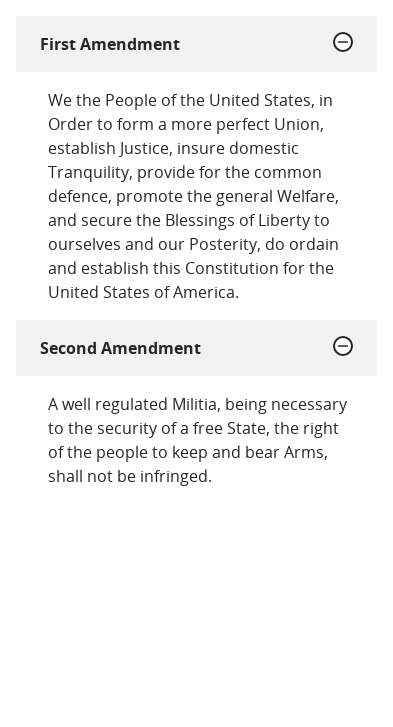 First Amendment
We the People of the United States, in
Order to form a more perfect Union,
establish Justice, insure domestic
Tranquility, provide for the common
defence, promote the general Welfare,
and secure the Blessings of Liberty to
ourselves and our Posterity, do ordain
and establish this Constitution for the
United States of America.
Second Amendment
A well regulated Militia, being necessary
to the security of a free State, the right
of the people to keep and bear Arms,
shall not be infringed.